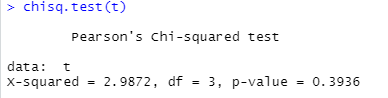 > chisq.test(t)
Pearson's Chi-squared test
data:  t
X-squared = 2.9872, df = 3, p-value = 0.3936